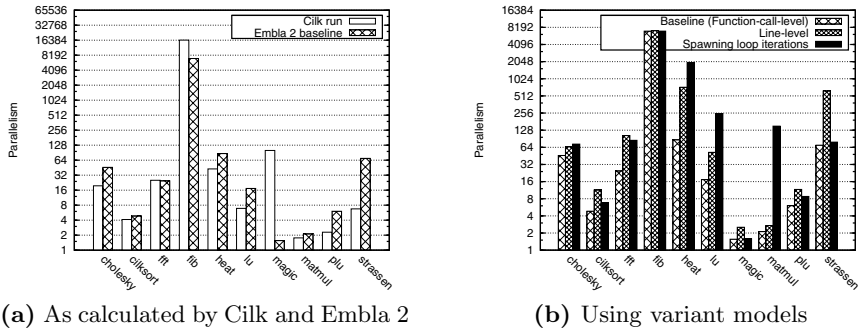 65536
32768
16384
8192
4096
2048
1024
512
256
128
64
32
16
8
4
2
1
Parallelism
Cilk run
Embla 2 baseline
cholesky
cilksort
fft
fib
heat
lu
magic
matmul
plu
strassen
(a) As calculated by Cilk and Embla 2
16384
8192
4096
2048
1024
512
256
128
64
32
16
8
4
2
1
Parallelism
Baseline (Function-call-level)
Line-level
Spawning loop iterations
cholesky
cilksort
fft
fib
heat
lu
magic
matmul
plu
strassen
(b) Using variant models